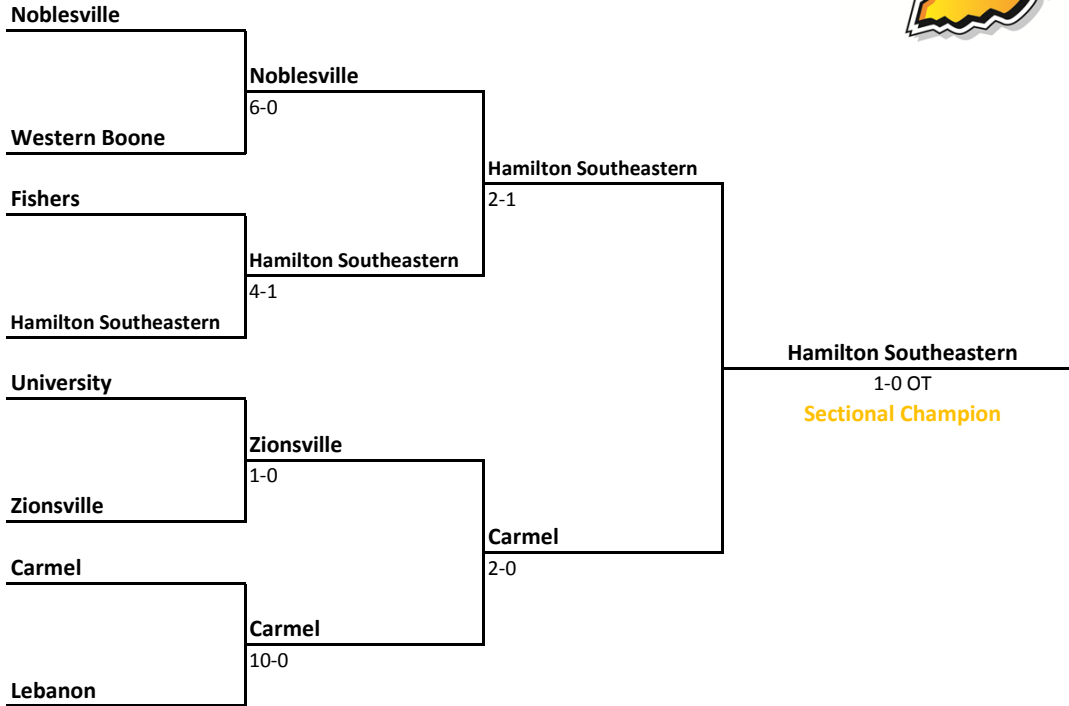 Noblesville
Noblesville
6-0
Western Boone
Hamilton Southeastern
2-1
Fishers
Hamilton Southeastern
4-1
Hamilton Southeastern
Hamilton Southeastern
1-0 OT
Sectional Champion
University
Zionsville
1-0
Zionsville
Carmel
2-0
Carmel
Carmel
10-0
Lebanon